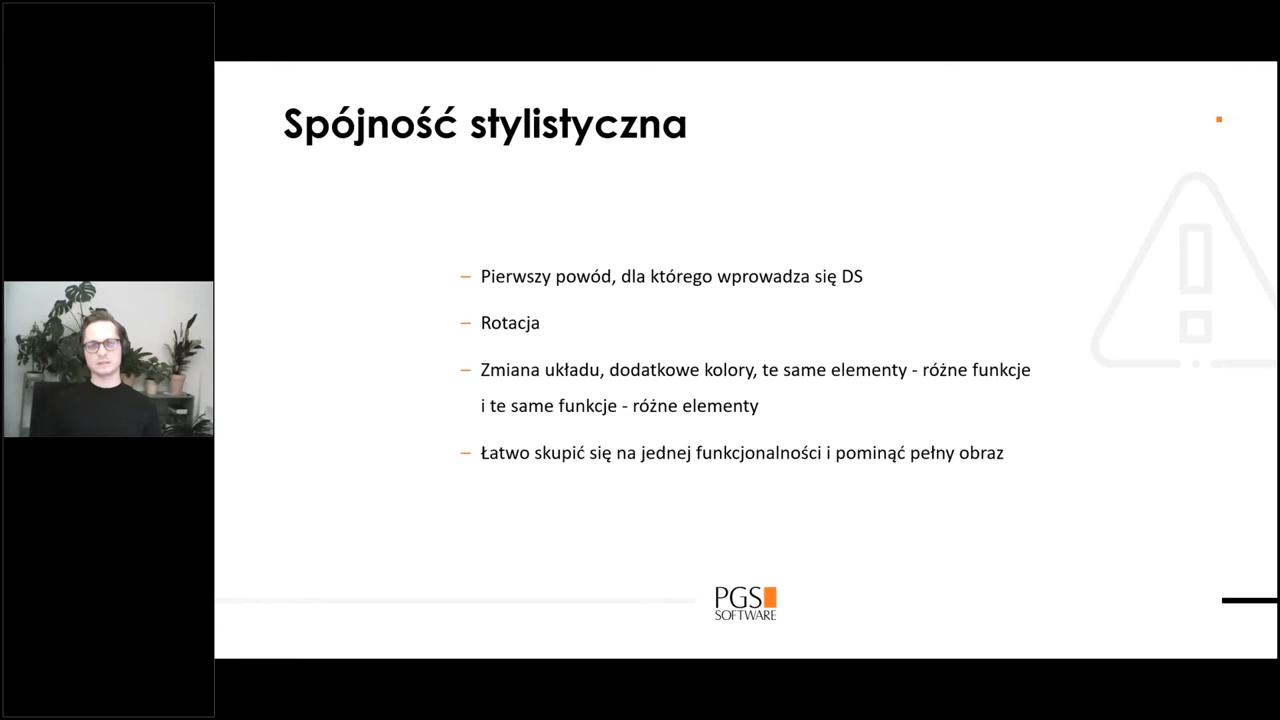 Spójność stylistyczna
– Pierwszy powód, dla którego wprowadza się DS
– Rotacja
– Zmiana układu, dodatkowe kolory, te same elementy - różne funkcje
i te same funkcje - różne elementy
– Łatwo skupić się na jednej funkcjonalności i pominąć pełny obraz
PGS
SOFTWARE